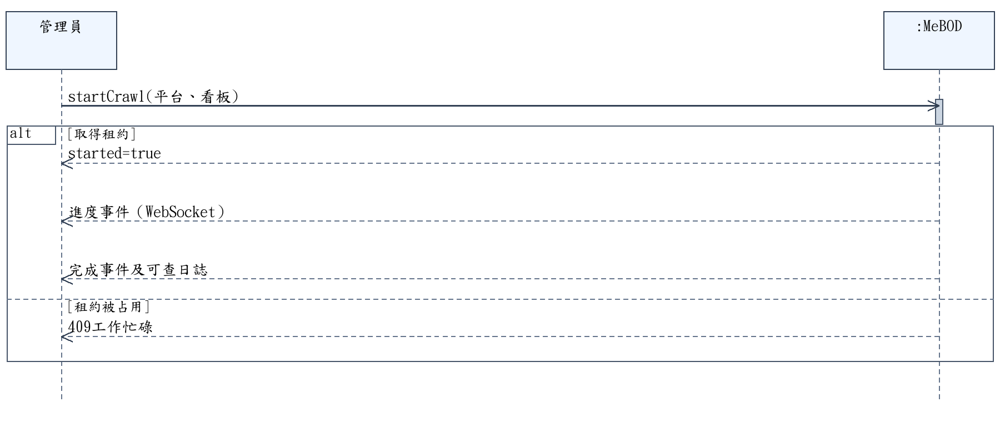 管理員
:MeBOD
startCrawl(平台、看板)
alt
[取得租約]
started=true
進度事件（WebSocket）
完成事件及可查日誌
[租約被占用]
409工作忙碌